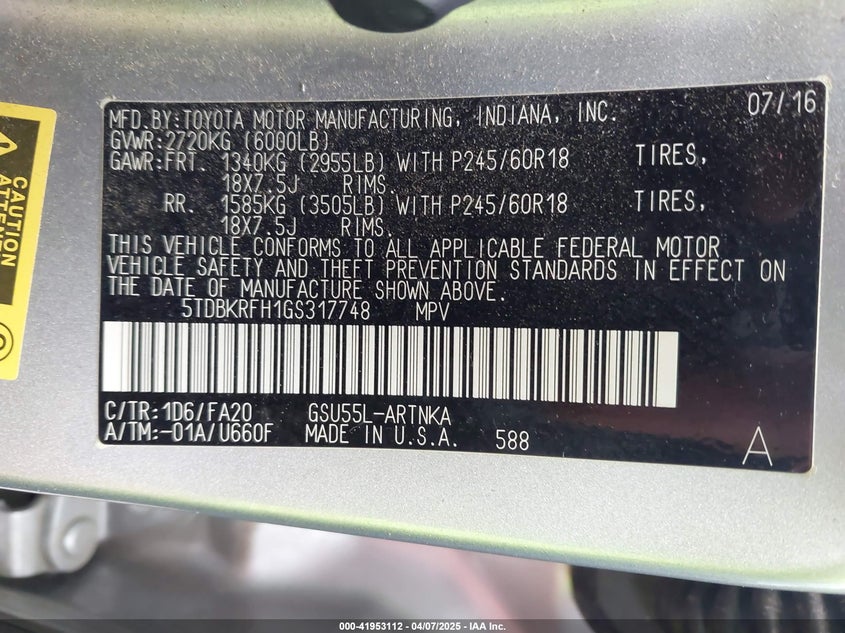 MFD. BY: TOYOTA MOTOR MANUFACTURING, INDIANA, INC. 07/16
GVWR: 2720KG (6000LB)
GAWR: FRT. 1340KG (2955LB) WITH P245/60R18 TIRES,
18X7.5J RIMS.
RR. 1585KG (3505LB) WITH P245/60R18 TIRES,
18X7.5J RIMS.
THIS VEHICLE CONFORMS TO ALL APPLICABLE FEDERAL MOTOR
VEHICLE SAFETY AND THEFT PREVENTION STANDARDS IN EFFECT ON
THE DATE OF MANUFACTURE SHOWN ABOVE.
5TDBKRFH1GS317748 MPV
C/TR: 1D6/FA20 GSU55L-ARTNKA
A/TM: -01A/U660F MADE IN U.S.A. 588 A
CAUTION
000-41953112 - 04/07/2025 - IAA Inc.